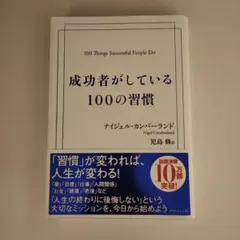 100 Things Successful People Do
成功者がしている
100の習慣
ナイジェル・カンバーランド
Nigel Cumberland
児島 修 訳
「習慣」が変われば、
人生が変わる!
10万部
突破!
「人生の終わりに後悔しない」という
大切なミッションを、今日から始めよう